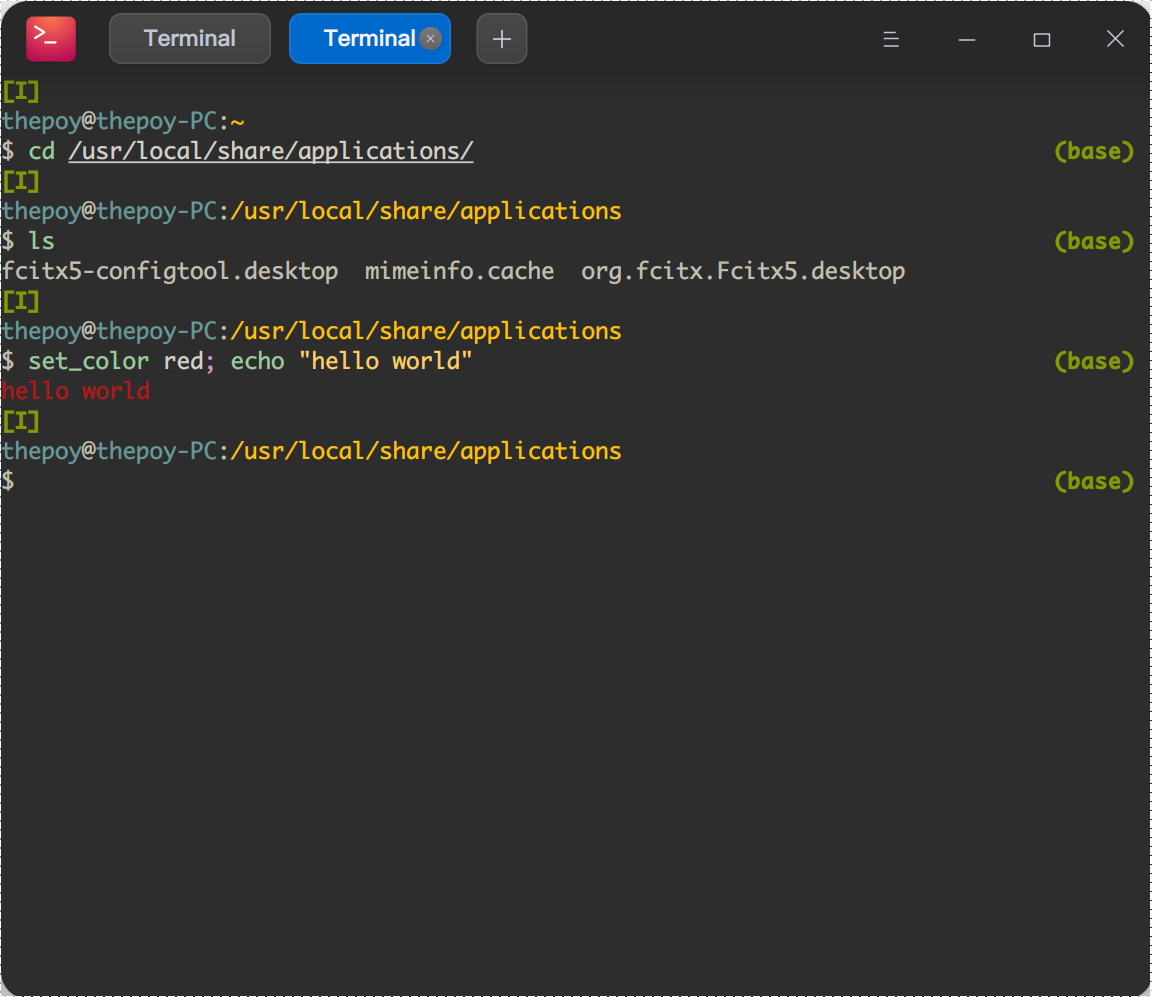 Terminal Terminal
[I]
thepoy@thepoy-PC:~
$ cd /usr/local/share/applications/ (base)
[I]
thepoy@thepoy-PC:/usr/local/share/applications
$ ls (base)
fcitx5-configtool.desktop mimeinfo.cache org.fcitx.Fcitx5.desktop
[I]
thepoy@thepoy-PC:/usr/local/share/applications
$ set_color red; echo "hello world" (base)
hello world
[I]
thepoy@thepoy-PC:/usr/local/share/applications
$ (base)